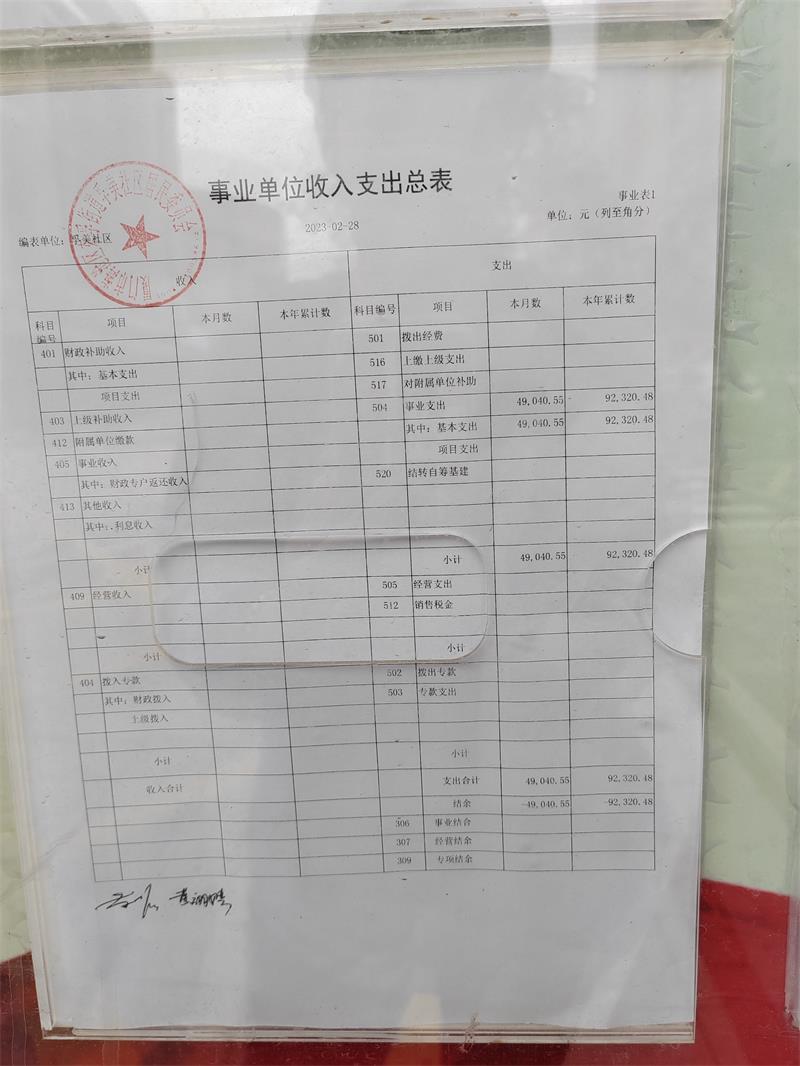 事业单位收入支出总表
事业表1
2023-02-28
单位：元（列至角分）
编表单位：乐美社区
收入 支出
科目编号 项目 本月数 本年累计数 科目编号 项目 本月数 本年累计数
401 财政补助收入 501 拨出经费
其中：基本支出 516 上缴上级支出
项目支出 517 对附属单位补助
403 上级补助收入 504 事业支出 49,040.55 92,320.48
412 附属单位缴款 其中：基本支出 49,040.55 92,320.48
405 事业收入 项目支出
其中：财政专户返还收入 520 结转自筹基建
413 其他收入
其中：利息收入
小计 小计 49,040.55 92,320.48
409 经营收入 505 经营支出
512 销售税金
小计 小计
404 拨入专款 502 拨出专款
其中：财政拨入 503 专款支出
上级拨入
小计 小计
收入合计 支出合计 49,040.55 92,320.48
结余 -49,040.55 -92,320.48
306 事业结合
307 经营结余
309 专项结余